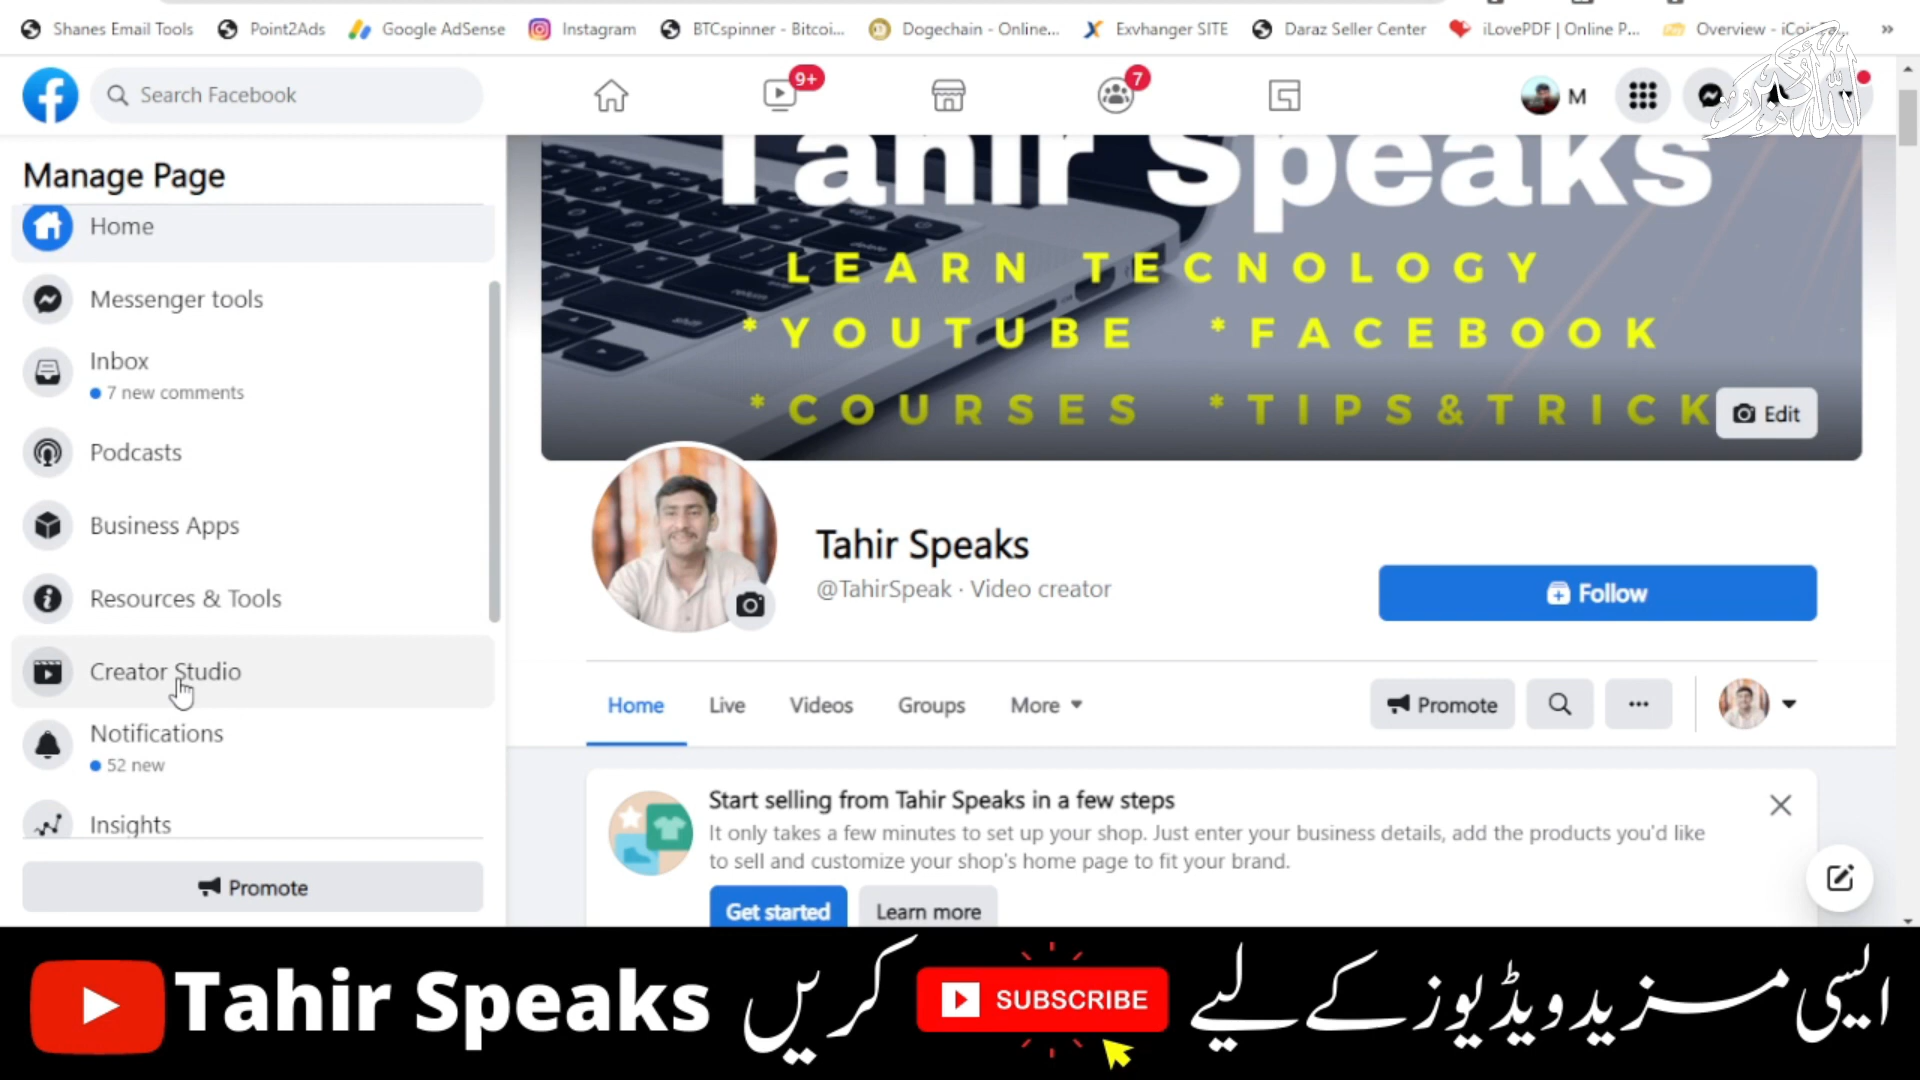 Shanes Email Tools Point2Ads Google AdSense Instagram BTCspinner - Bitcoi... Dogechain - Online... Exvhanger SITE Daraz Seller Center iLovePDF | Online P... Overview - »
Search Facebook
9+
7
M
الله اکبر
Manage Page
Home
Messenger tools
Inbox
7 new comments
Podcasts
Business Apps
Resources & Tools
Creator Studio
Notifications
52 new
Insights
Promote
Tahir Speaks
LEARN TECNOLOGY
*YOUTUBE *FACEBOOK
*COURSES *TIPS&TRICK
Edit
Tahir Speaks
@TahirSpeak · Video creator
Follow
Home Live Videos Groups More
Promote
Start selling from Tahir Speaks in a few steps
It only takes a few minutes to set up your shop. Just enter your business details, add the products you'd like
to sell and customize your shop's home page to fit your brand.
Get started Learn more
ایسی مزید ویڈیوز کے لیے SUBSCRIBE کریں Tahir Speaks